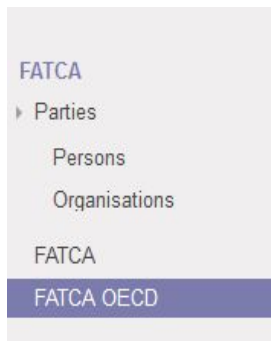 FATCA
Parties
Persons
Organisations
FATCA
FATCA OECD